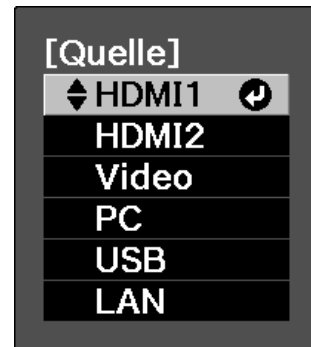 [Quelle]
HDMI1
HDMI2
Video
PC
USB
LAN